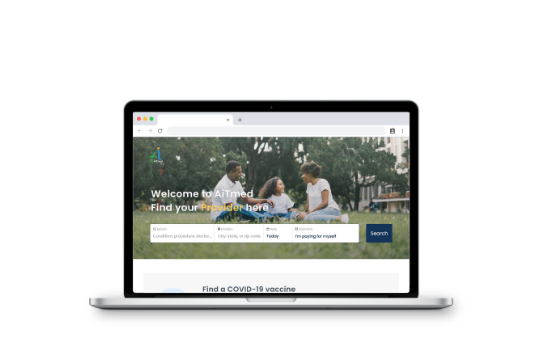 Welcome to AiTmed
Find your Provider here
Condition, procedure, doctor...
City, state, or zip code
Today
I'm paying for myself
Search
Find a COVID-19 vaccine